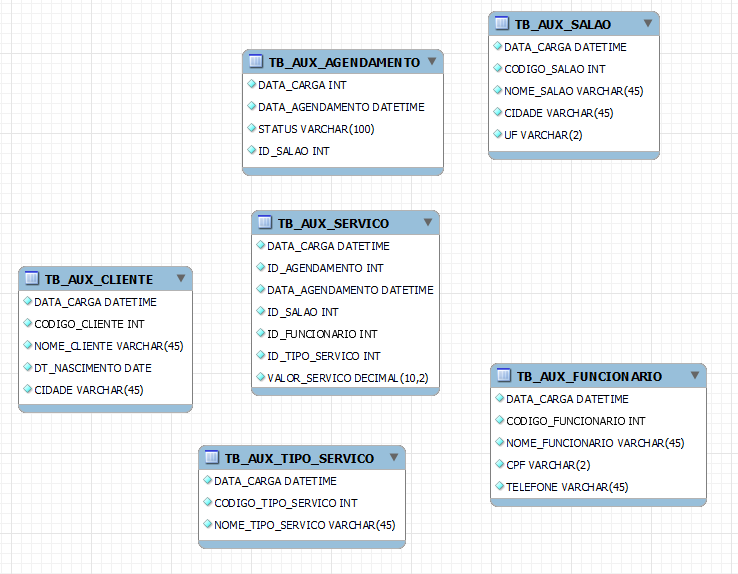 TB_AUX_SALAO
DATA_CARGA DATETIME
CODIGO_SALAO INT
NOME_SALAO VARCHAR(45)
CIDADE VARCHAR(45)
UF VARCHAR(2)
TB_AUX_AGENDAMENTO
DATA_CARGA INT
DATA_AGENDAMENTO DATETIME
STATUS VARCHAR(100)
ID_SALAO INT
TB_AUX_SERVICO
DATA_CARGA DATETIME
ID_AGENDAMENTO INT
DATA_AGENDAMENTO DATETIME
ID_SALAO INT
ID_FUNCIONARIO INT
ID_TIPO_SERVICO INT
VALOR_SERVICO DECIMAL(10,2)
TB_AUX_CLIENTE
DATA_CARGA DATETIME
CODIGO_CLIENTE INT
NOME_CLIENTE VARCHAR(45)
DT_NASCIMENTO DATE
CIDADE VARCHAR(45)
TB_AUX_FUNCIONARIO
DATA_CARGA DATETIME
CODIGO_FUNCIONARIO INT
NOME_FUNCIONARIO VARCHAR(45)
CPF VARCHAR(2)
TELEFONE VARCHAR(45)
TB_AUX_TIPO_SERVICO
DATA_CARGA DATETIME
CODIGO_TIPO_SERVICO INT
NOME_TIPO_SERVICO VARCHAR(45)